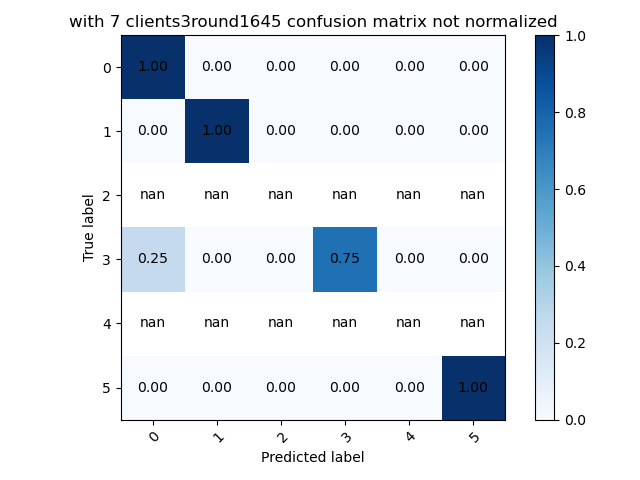 with 7 clients3round1645 confusion matrix not normalized
1.0
0 1.00 0.00 0.00 0.00 0.00 0.00
0.8
1 0.00 1.00 0.00 0.00 0.00 0.00
2 nan nan nan nan nan nan
0.6
True label
3 0.25 0.00 0.00 0.75 0.00 0.00
0.4
4 nan nan nan nan nan nan
0.2
5 0.00 0.00 0.00 0.00 0.00 1.00
0.0
0 1 2 3 4 5
Predicted label